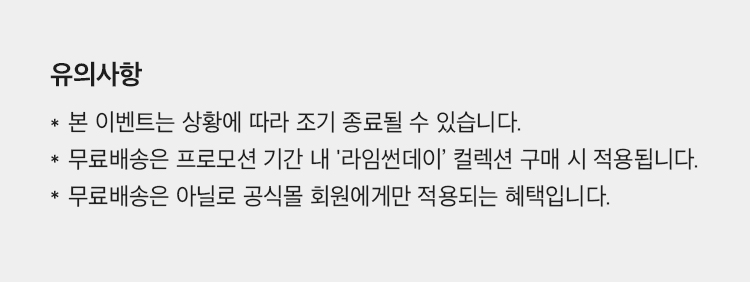 유의사항
* 본 이벤트는 상황에 따라 조기 종료될 수 있습니다.
* 무료배송은 프로모션 기간 내 '라임썬데이’ 컬렉션 구매 시 적용됩니다.
* 무료배송은 아닐로 공식몰 회원에게만 적용되는 혜택입니다.